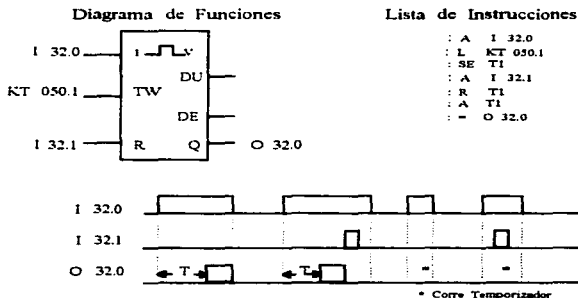 Diagrama de Funciones
Lista de Instrucciones
I 32.0
1
V
DU
KT 050.1
TW
DE
I 32.1
R
Q
O 32.0
: A I 32.0
: L KT 050.1
: SE T1
: A I 32.1
: R T1
: A T1
: = O 32.0
I 32.0
I 32.1
O 32.0
T
T
*
*
* Corre Temporizador